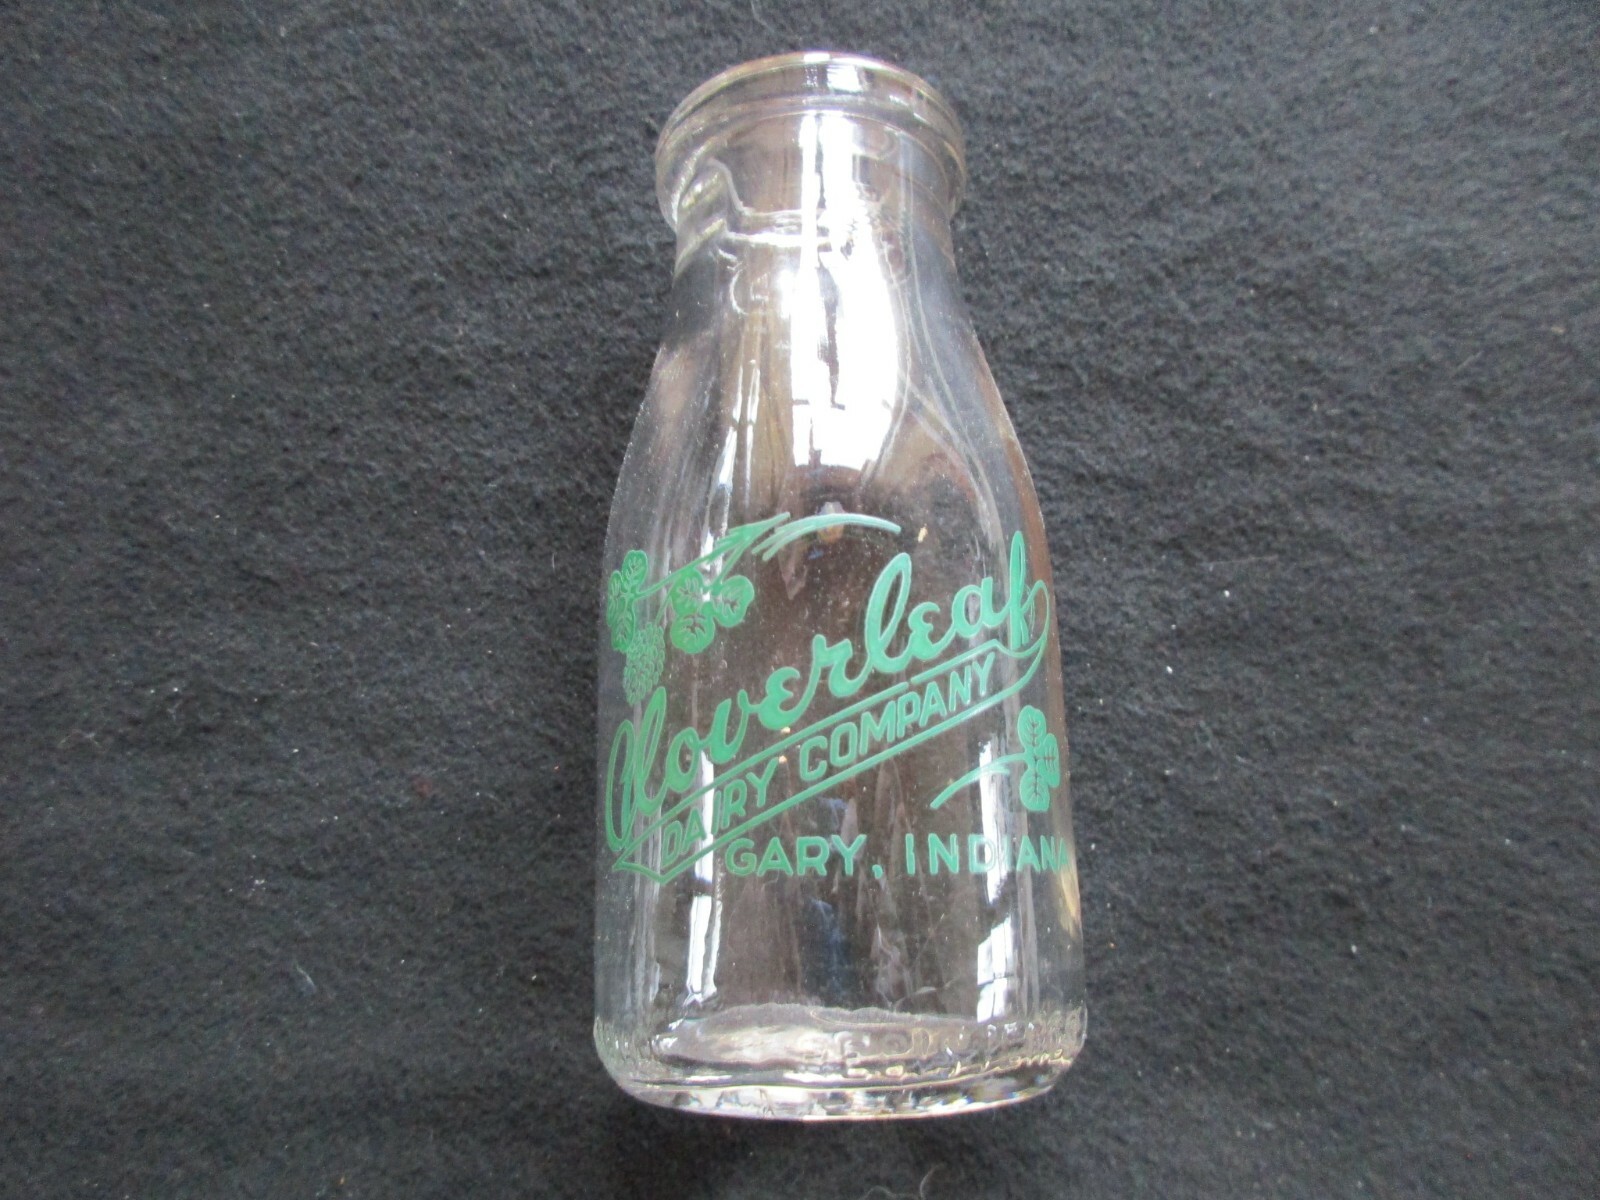 Cloverleaf
DAIRY COMPANY
GARY, INDIANA